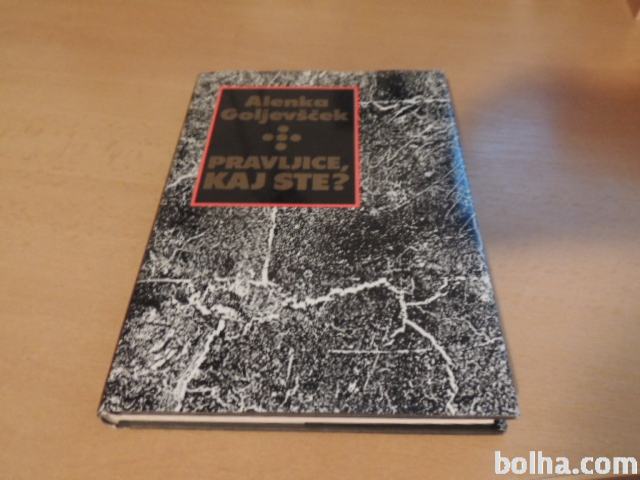 Alenka
Goljevšček
PRAVLJICE,
KAJ STE?
bolha.com